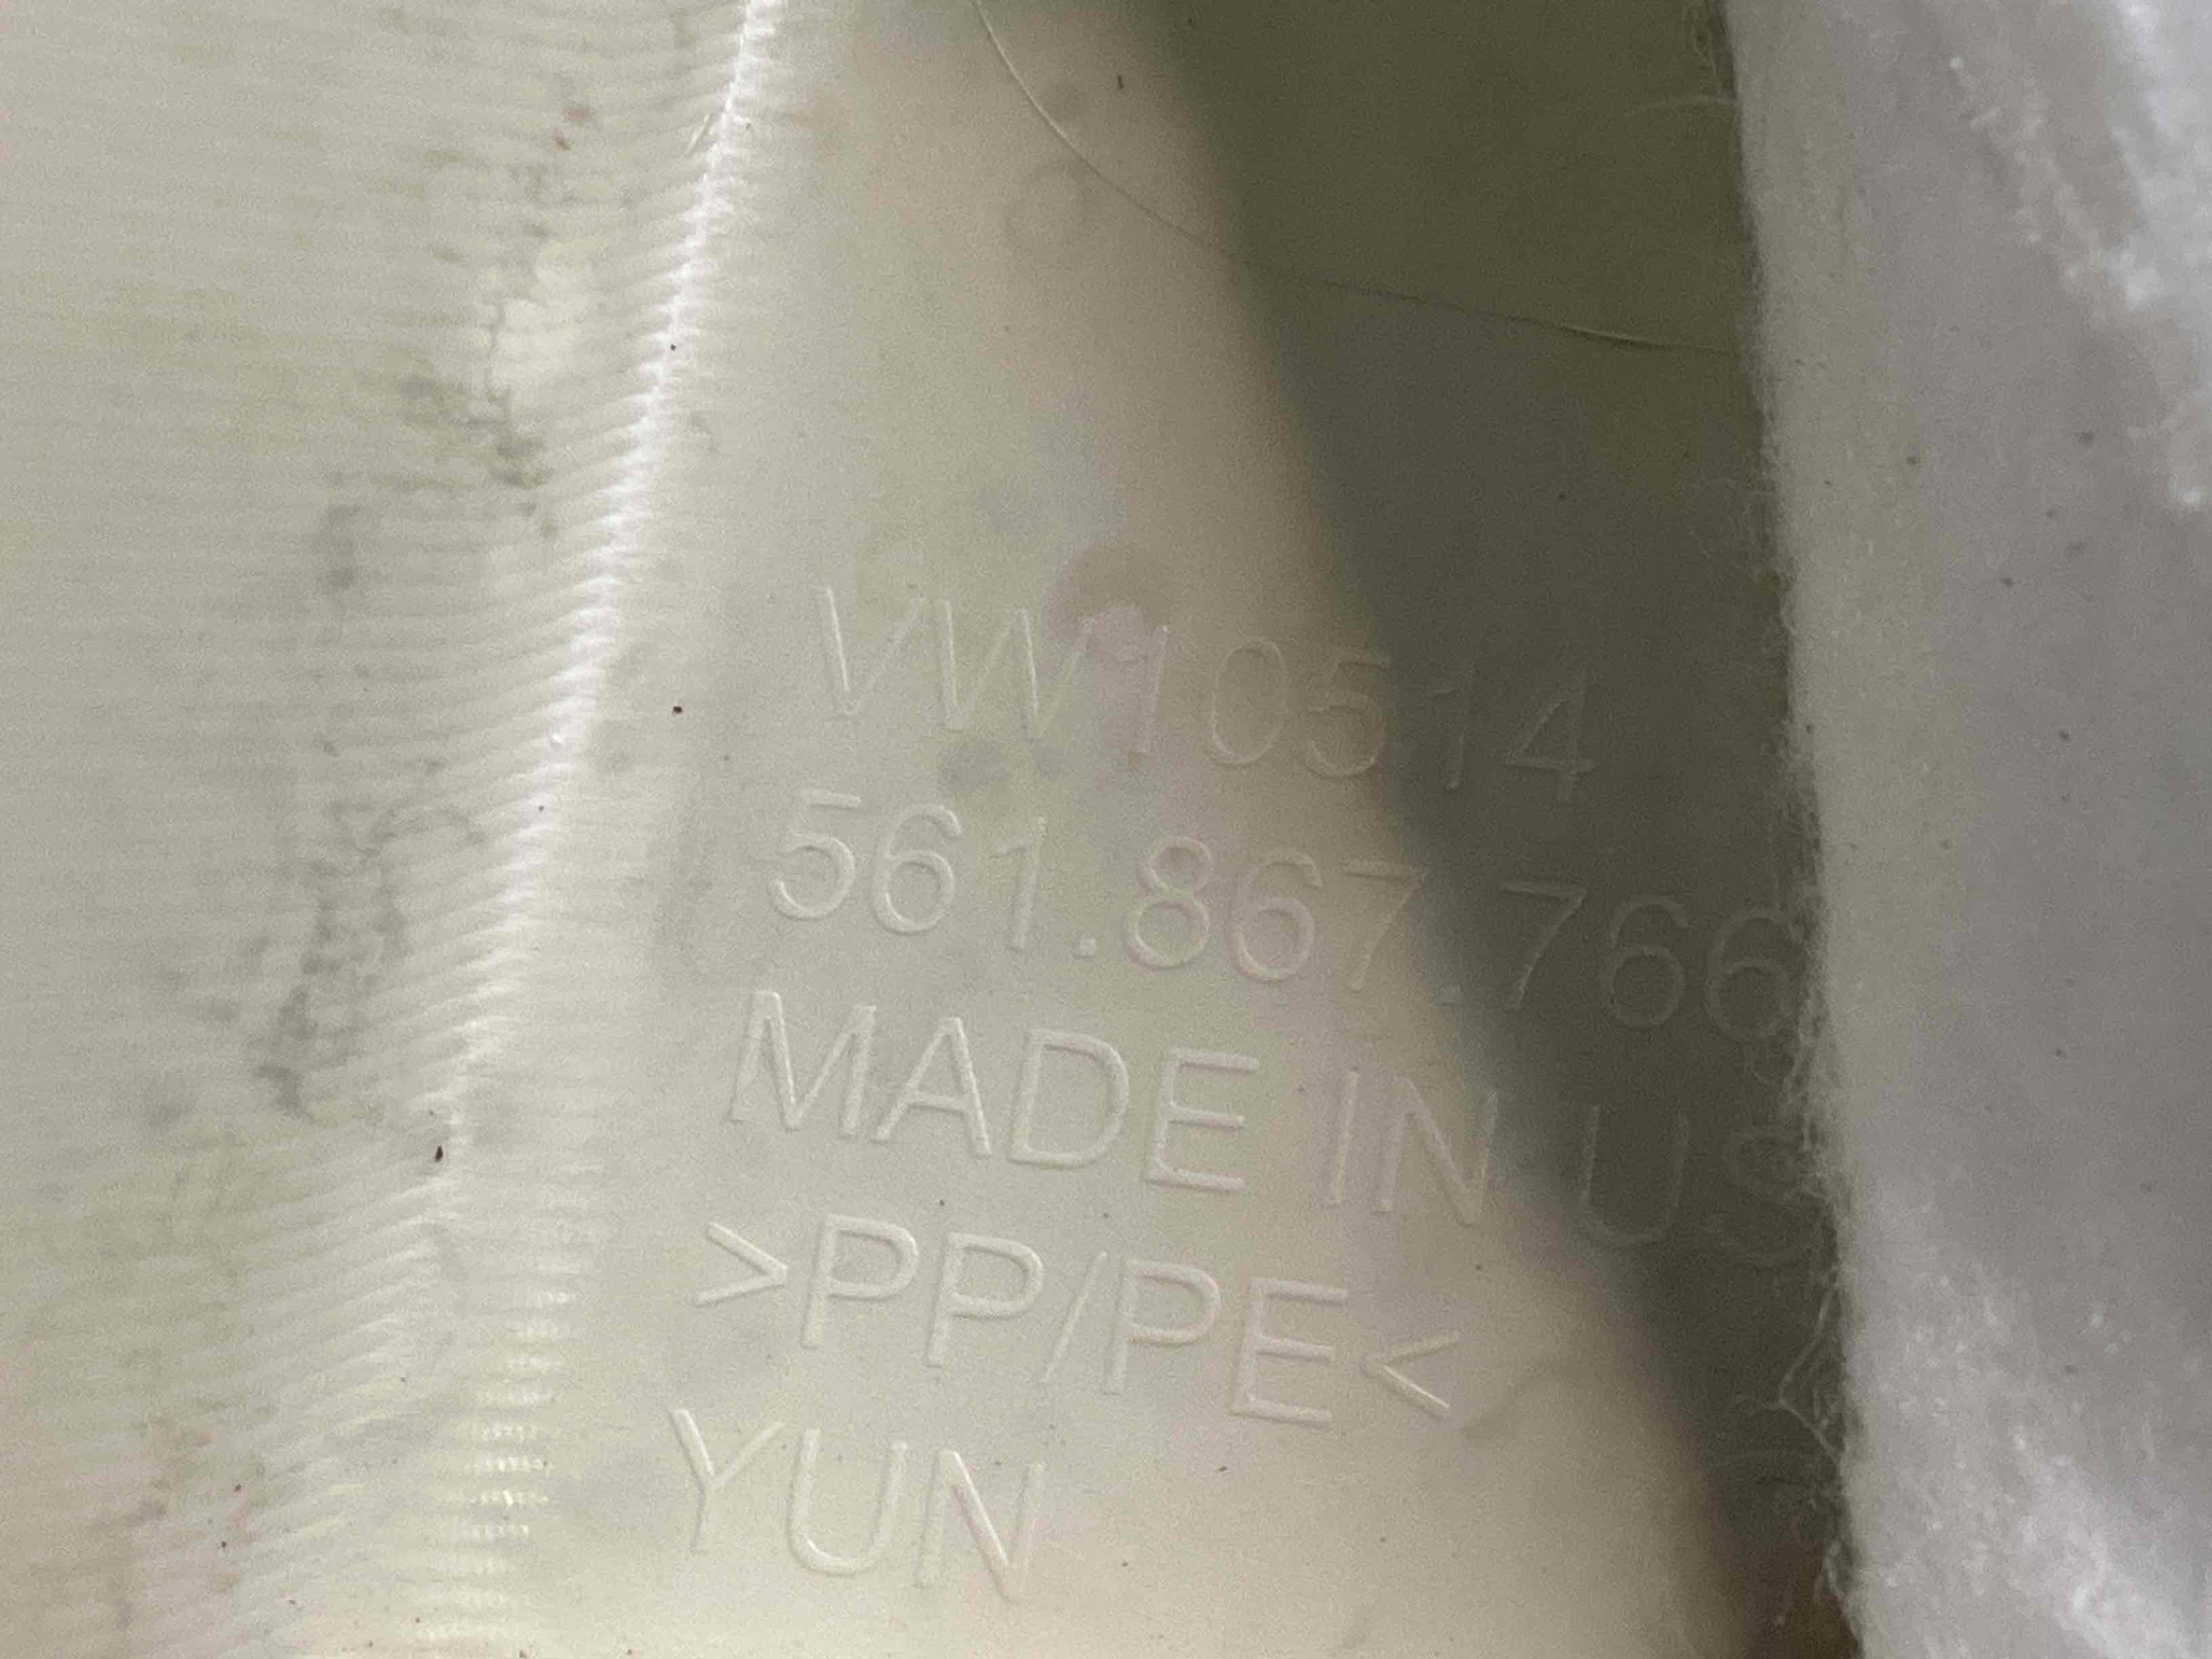 VW10514
561.867.766
MADE IN US
>PP/PE<
YUN